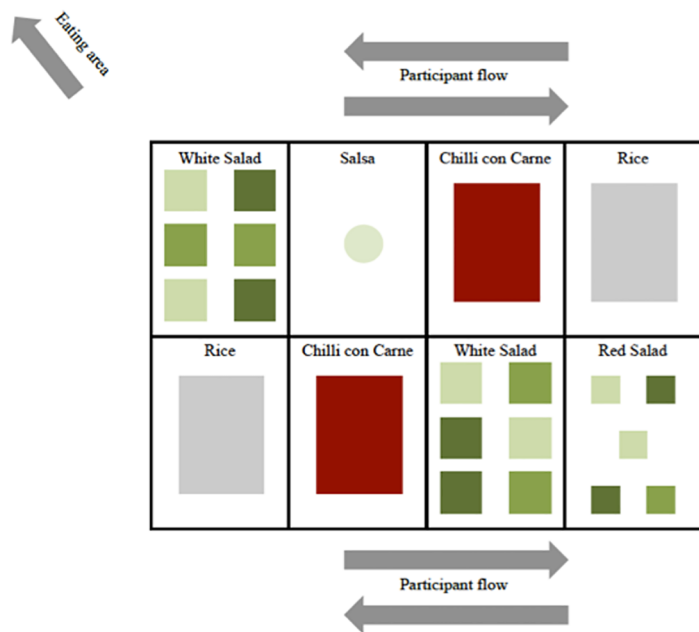 Eating area
Participant flow
White Salad
Salsa
Chilli con Carne
Rice
Rice
Chilli con Carne
White Salad
Red Salad
Participant flow